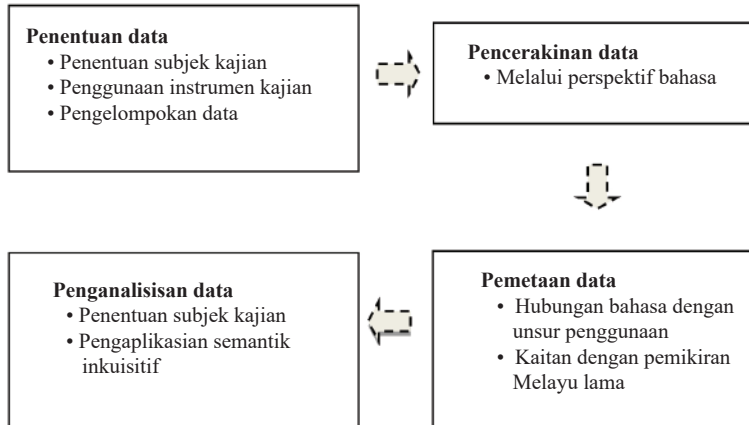 Penentuan data
• Penentuan subjek kajian
• Penggunaan instrumen kajian
• Pengelompokan data
Pencerakinan data
• Melalui perspektif bahasa
Pemetaan data
• Hubungan bahasa dengan
unsur penggunaan
• Kaitan dengan pemikiran
Melayu lama
Penganalisisan data
• Penentuan subjek kajian
• Pengaplikasian semantik
inkuisitif